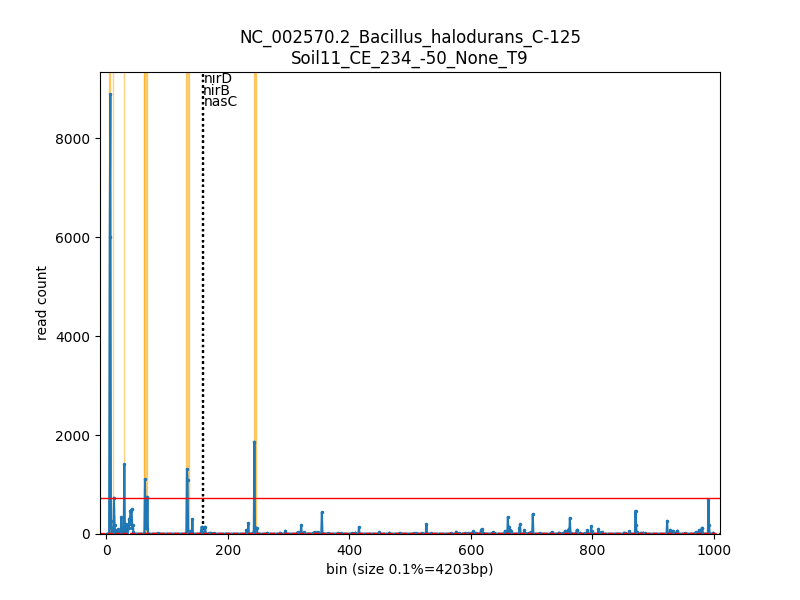 NC_002570.2_Bacillus_halodurans_C-125
Soil11_CE_234_-50_None_T9
nirD
nirB
nasC
8000
6000
4000
2000
0
read count
0 200 400 600 800 1000
bin (size 0.1%=4203bp)